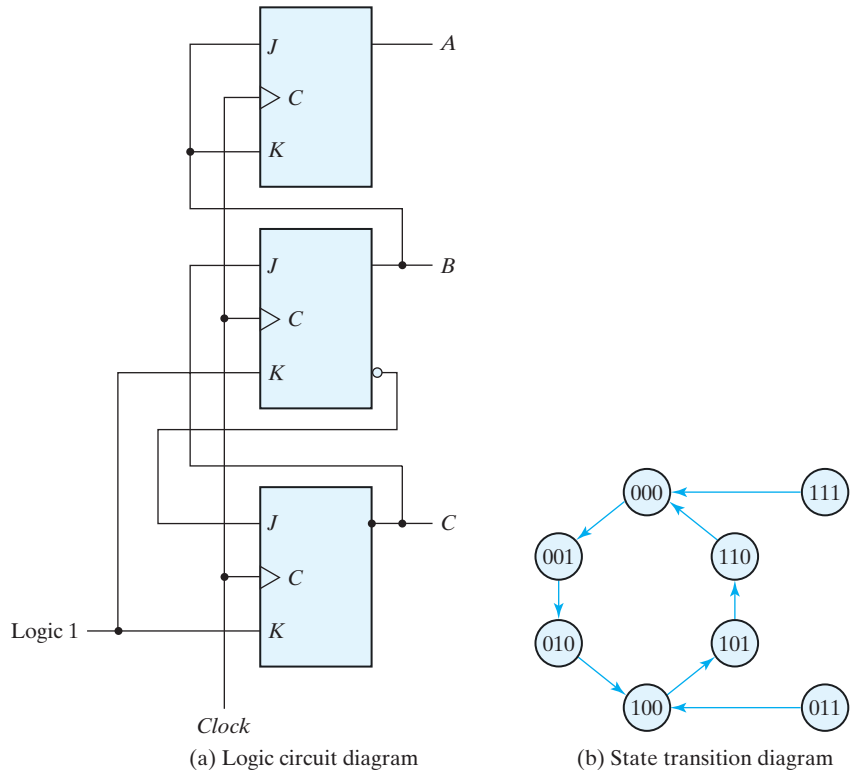 J
A
C
K
J
B
C
K
J
C
C
Logic 1
K
Clock
000
111
001
110
010
101
100
011
(a) Logic circuit diagram
(b) State transition diagram